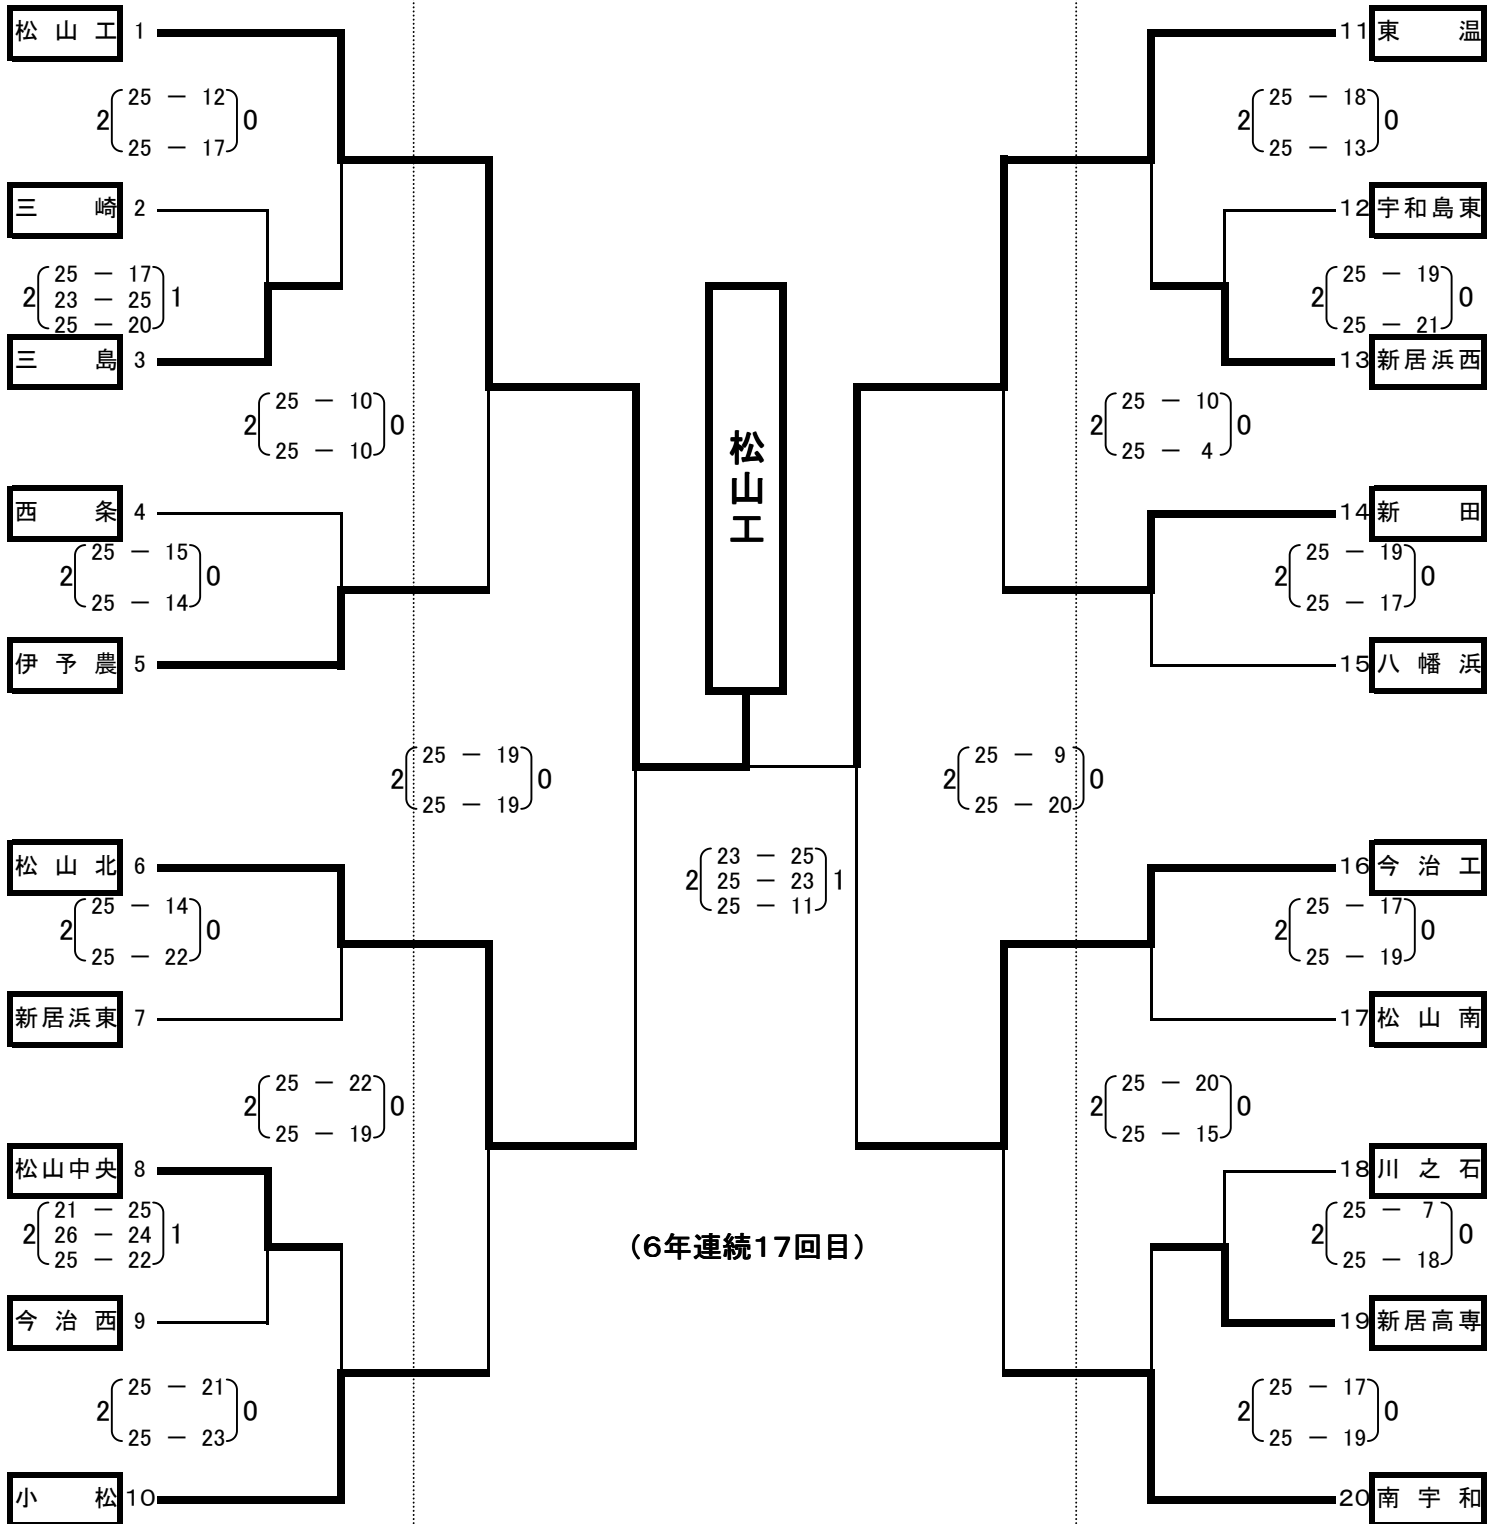 松山工 1
2 25 － 12 0
25 － 17
三崎 2
25 － 17
2 23 － 25 1
25 － 20
三島 3
2 25 － 10 0
25 － 10
西条 4
2 25 － 15 0
25 － 14
伊予農 5
2 25 － 19 0
25 － 19
松山北 6
2 25 － 14 0
25 － 22
新居浜東 7
2 25 － 22 0
25 － 19
松山中央 8
21 － 25
2 26 － 24 1
25 － 22
今治西 9
2 25 － 21 0
25 － 23
小松 10
松山工
23 － 25
2 25 － 23 1
25 － 11
（6年連続17回目）
11 東温
2 25 － 18 0
25 － 13
12 宇和島東
2 25 － 19 0
25 － 21
13 新居浜西
2 25 － 10 0
25 － 4
14 新田
2 25 － 19 0
25 － 17
15 八幡浜
2 25 － 9 0
25 － 20
16 今治工
2 25 － 17 0
25 － 19
17 松山南
2 25 － 20 0
25 － 15
18 川之石
2 25 － 7 0
25 － 18
19 新居高専
2 25 － 17 0
25 － 19
20 南宇和